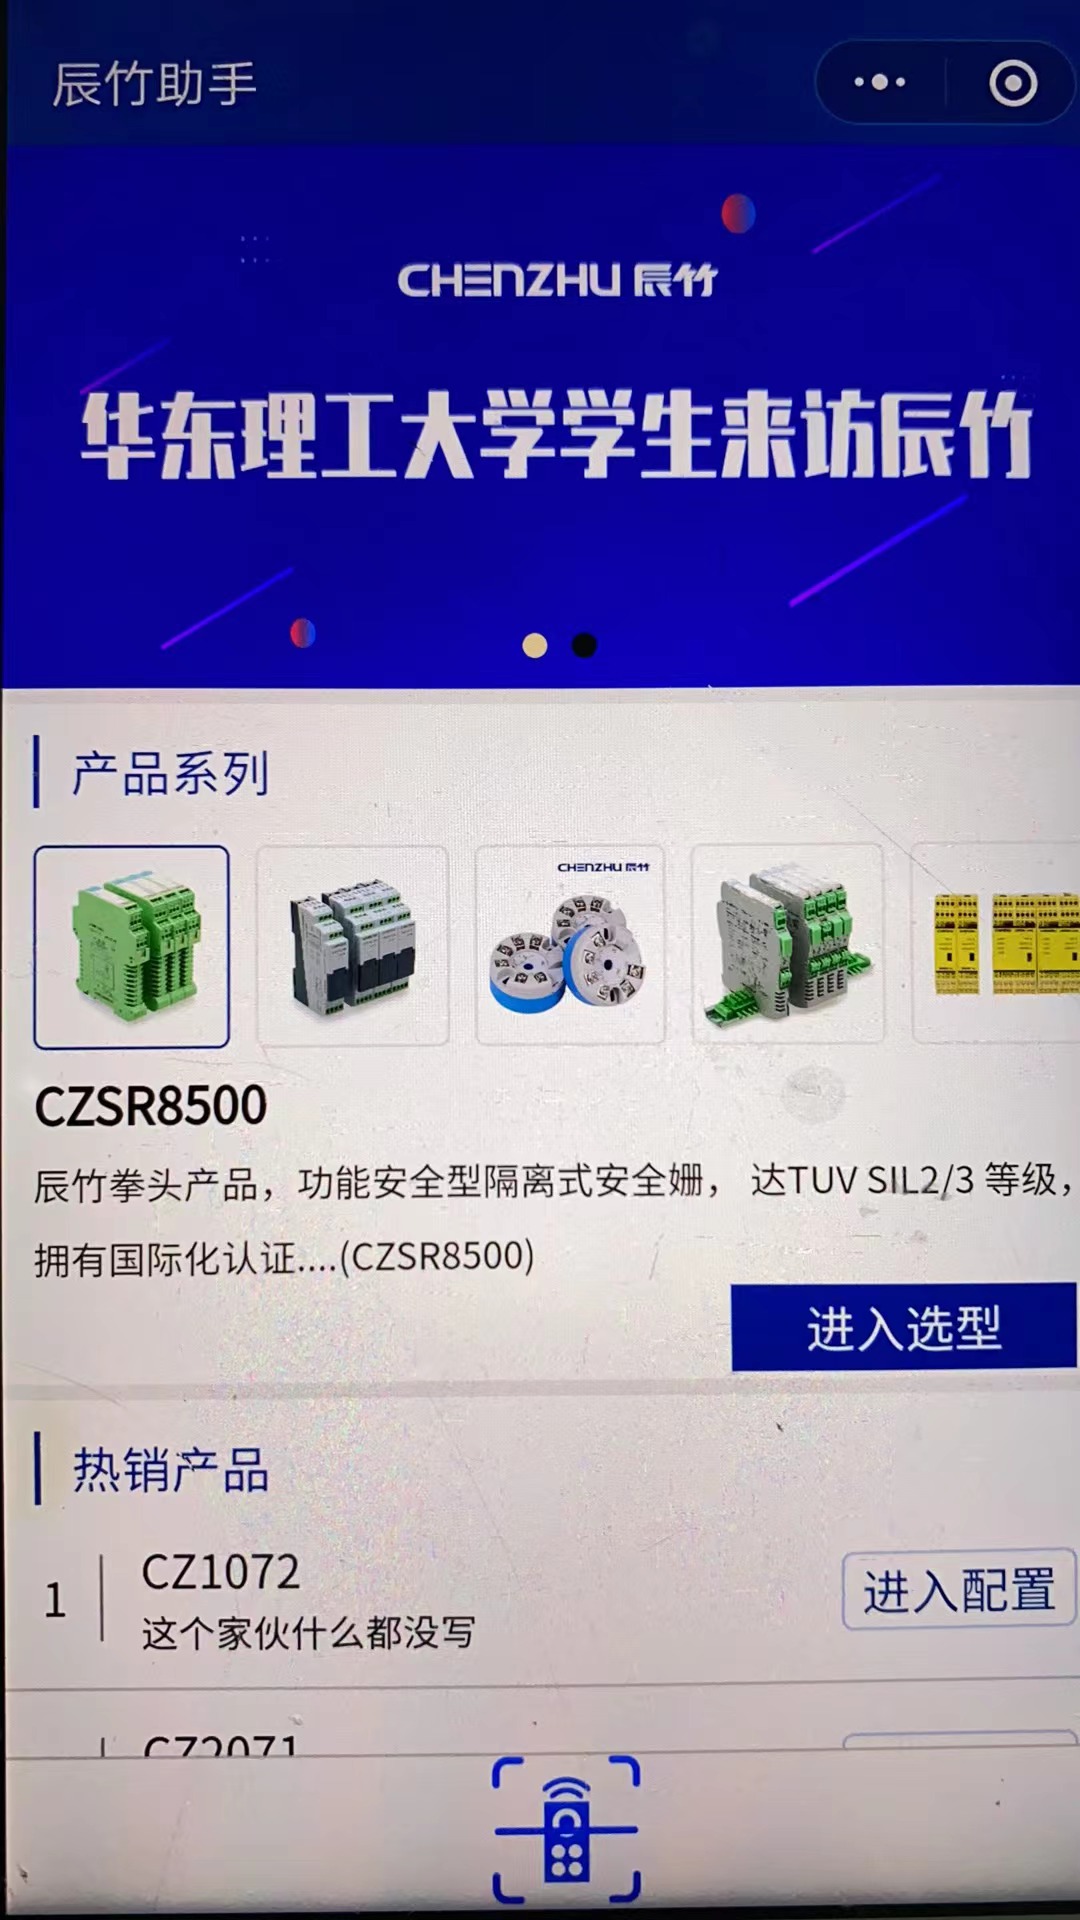 辰竹助手
CHENZHU 辰竹
华东理工大学学生来访辰竹
产品系列
CHENZHU 辰竹
CZSR8500
辰竹拳头产品，功能安全型隔离式安全姗， 达TUV SIL2/3 等级，
拥有国际化认证....(CZSR8500)
进入选型
热销产品
1
CZ1072
这个家伙什么都没写
进入配置
CZ2071